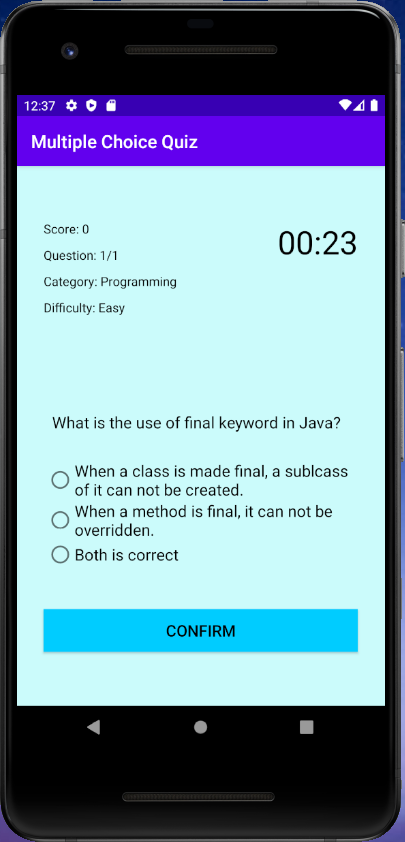 12:37
Multiple Choice Quiz
Score: 0
00:23
Question: 1/1
Category: Programming
Difficulty: Easy
What is the use of final keyword in Java?
When a class is made final, a sublcass
of it can not be created.
When a method is final, it can not be
overridden.
Both is correct
CONFIRM